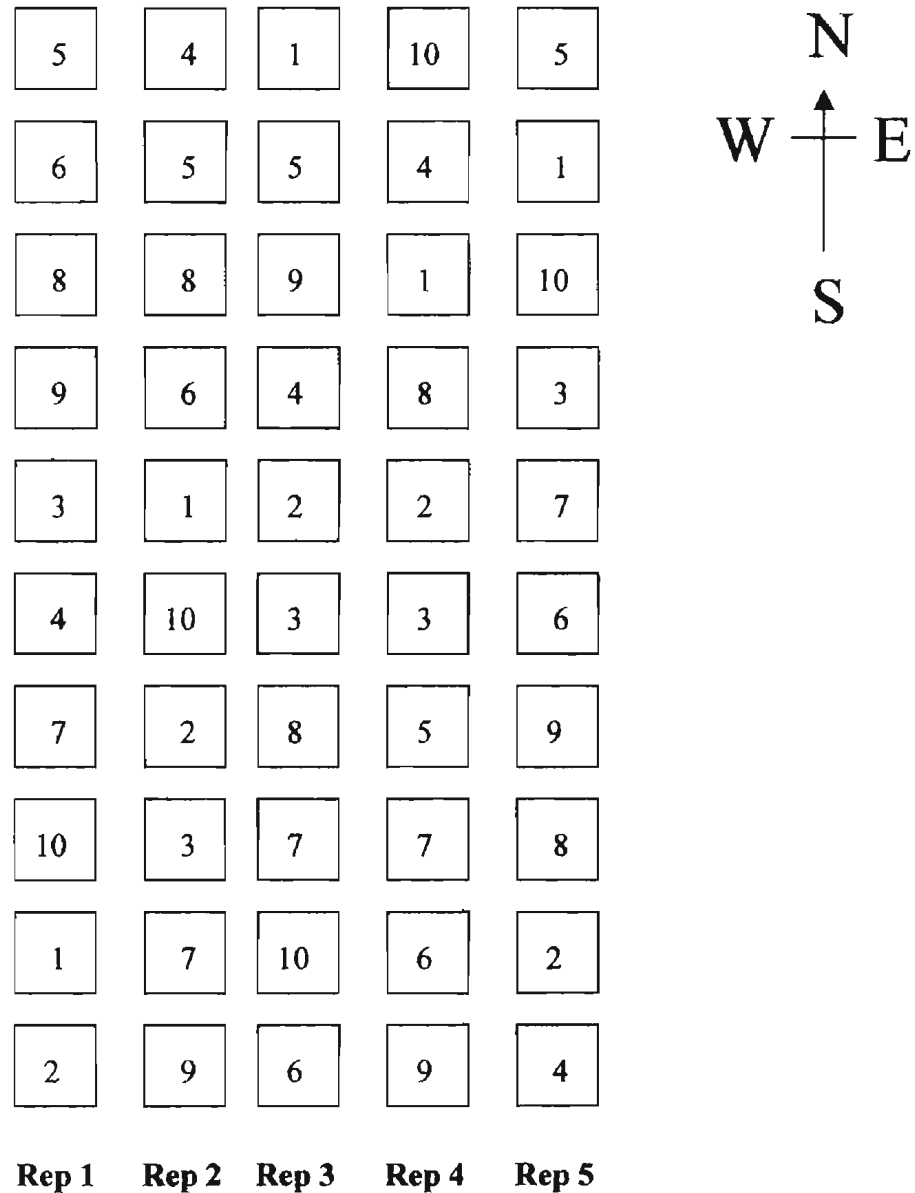 5 4 1 10 5
N
6 5 5 4 1
W E
8 8 9 1 10
S
9 6 4 8 3
3 1 2 2 7
4 10 3 3 6
7 2 8 5 9
10 3 7 7 8
1 7 10 6 2
2 9 6 9 4
Rep 1 Rep 2 Rep 3 Rep 4 Rep 5